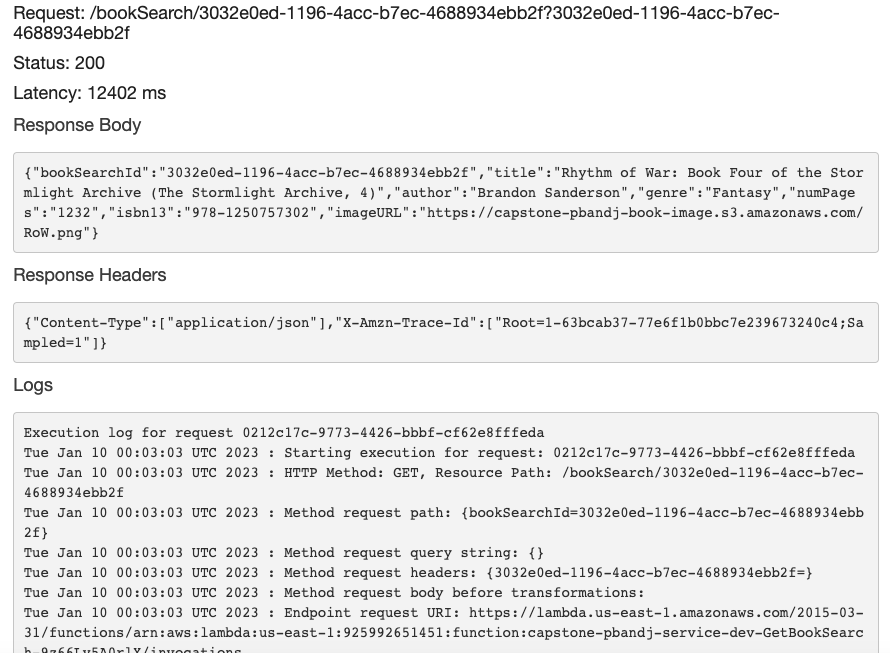 Request: /bookSearch/3032e0ed-1196-4acc-b7ec-4688934ebb2f?3032e0ed-1196-4acc-b7ec-
4688934ebb2f
Status: 200
Latency: 12402 ms
Response Body
{"bookSearchId":"3032e0ed-1196-4acc-b7ec-4688934ebb2f","title":"Rhythm of War: Book Four of the Stor
mlight Archive (The Stormlight Archive, 4)","author":"Brandon Sanderson","genre":"Fantasy","numPage
s":"1232","isbn13":"978-1250757302","imageURL":"https://capstone-pbandj-book-image.s3.amazonaws.com/
RoW.png"}
Response Headers
{"Content-Type":["application/json"],"X-Amzn-Trace-Id":["Root=1-63bcab37-77e6f1b0bbc7e239673240c4;Sa
mpled=1"]}
Logs
Execution log for request 0212c17c-9773-4426-bbbf-cf62e8fffeda
Tue Jan 10 00:03:03 UTC 2023 : Starting execution for request: 0212c17c-9773-4426-bbbf-cf62e8fffeda
Tue Jan 10 00:03:03 UTC 2023 : HTTP Method: GET, Resource Path: /bookSearch/3032e0ed-1196-4acc-b7ec-
4688934ebb2f
Tue Jan 10 00:03:03 UTC 2023 : Method request path: {bookSearchId=3032e0ed-1196-4acc-b7ec-4688934ebb
2f}
Tue Jan 10 00:03:03 UTC 2023 : Method request query string: {}
Tue Jan 10 00:03:03 UTC 2023 : Method request headers: {3032e0ed-1196-4acc-b7ec-4688934ebb2f=}
Tue Jan 10 00:03:03 UTC 2023 : Method request body before transformations:
Tue Jan 10 00:03:03 UTC 2023 : Endpoint request URI: https://lambda.us-east-1.amazonaws.com/2015-03-
31/functions/arn:aws:lambda:us-east-1:925992651451:function:capstone-pbandj-service-dev-GetBookSearc